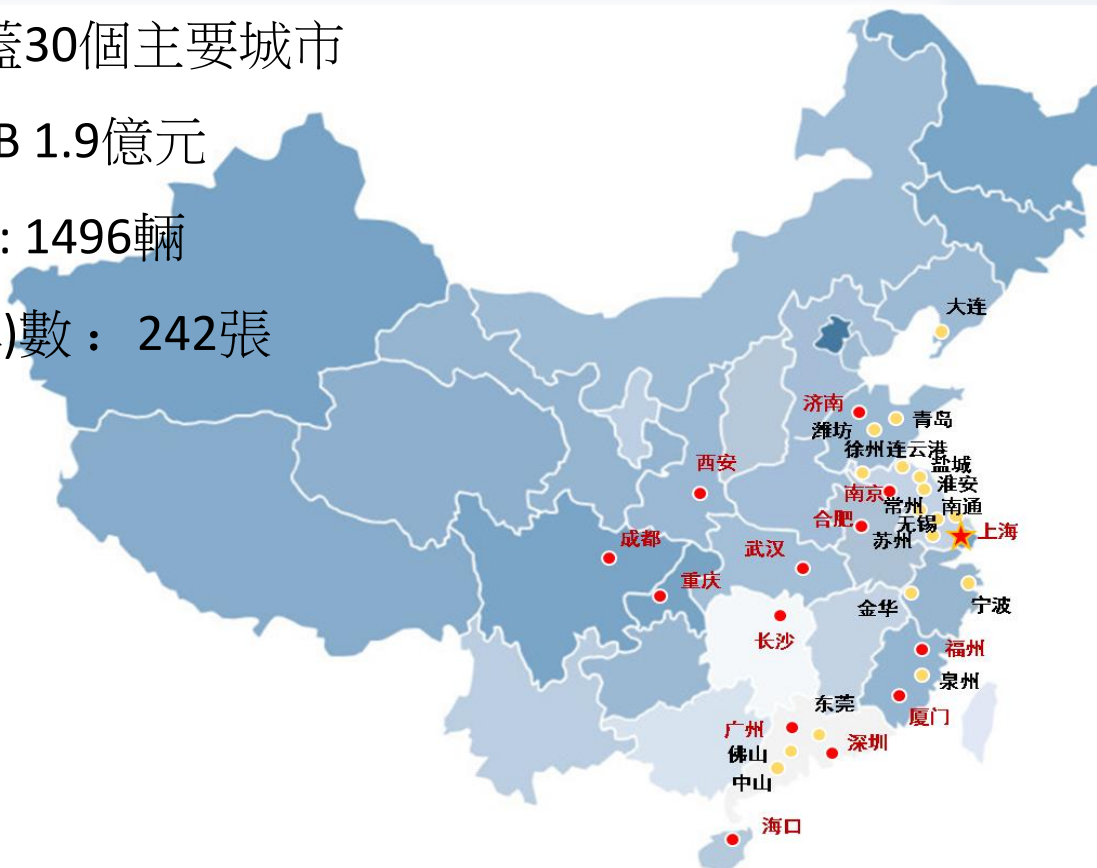 蓋30個主要城市
B 1.9億元
: 1496輛
)數： 242張
大连
济南
青岛
潍坊
徐州连云港
盐城
西安
淮安
南京
常州
南通
合肥
无锡
上海
苏州
成都
武汉
重庆
金华
宁波
长沙
福州
泉州
东莞
厦门
广州
深圳
佛山
中山
海口